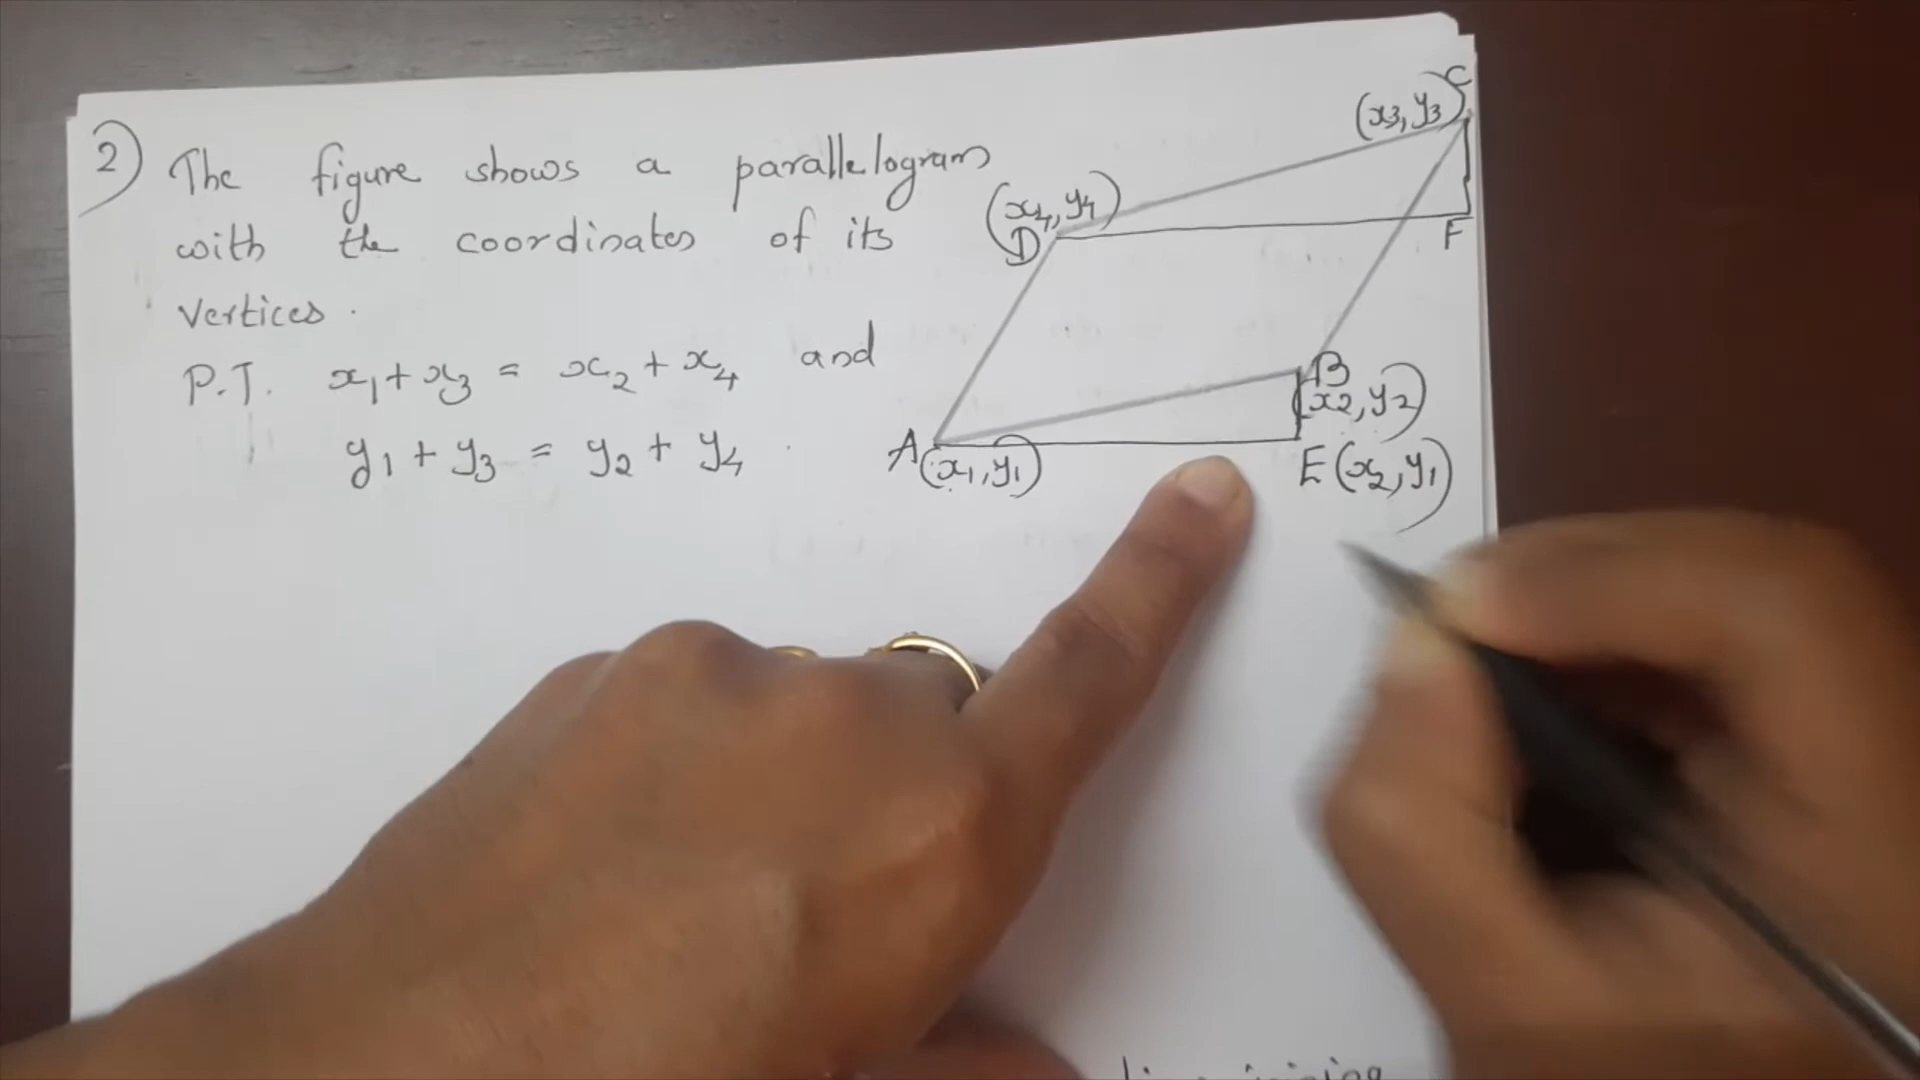 2) The figure shows a parallelogram
with the coordinates of its
vertices.
P.T. x₁ + x₃ = x₂ + x₄ and
y₁ + y₃ = y₂ + y₄.
C
(x₃, y₃)
(x₄, y₄)
D
F
B
(x₂, y₂)
A (x₁, y₁)
E (x₂, y₁)
joining